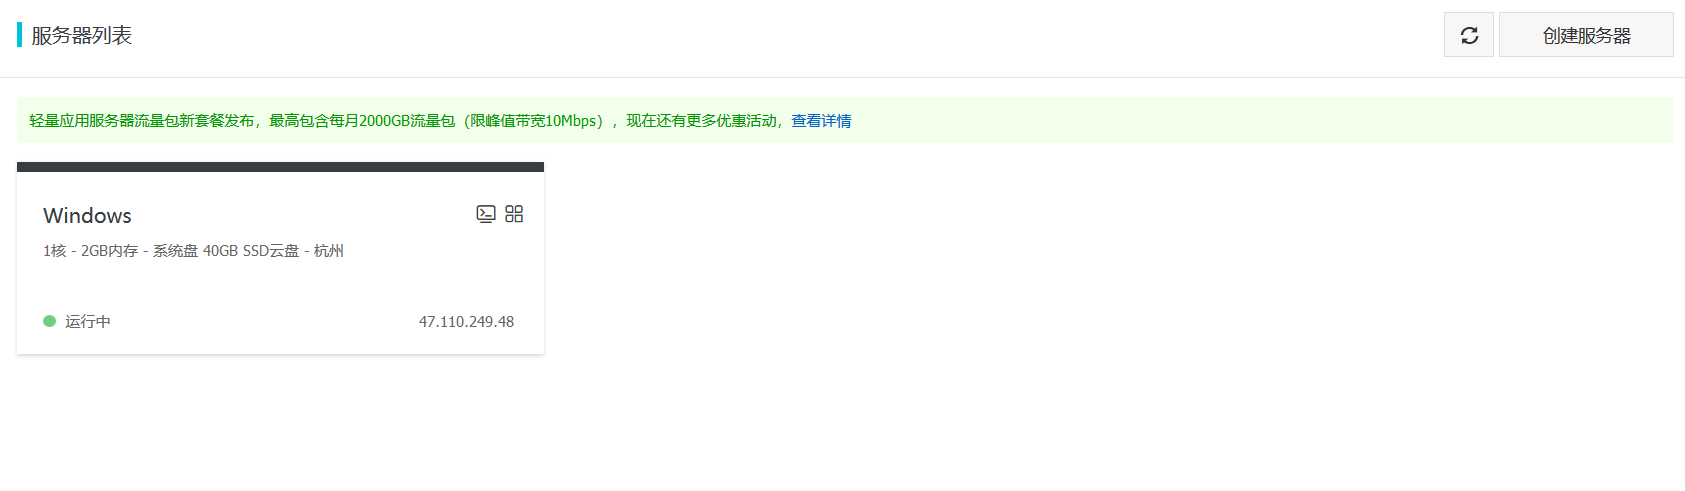 服务器列表
创建服务器
轻量应用服务器流量包新套餐发布，最高包含每月2000GB流量包（限峰值带宽10Mbps），现在还有更多优惠活动，查看详情
Windows
1核 - 2GB内存 - 系统盘 40GB SSD云盘 - 杭州
运行中
47.110.249.48